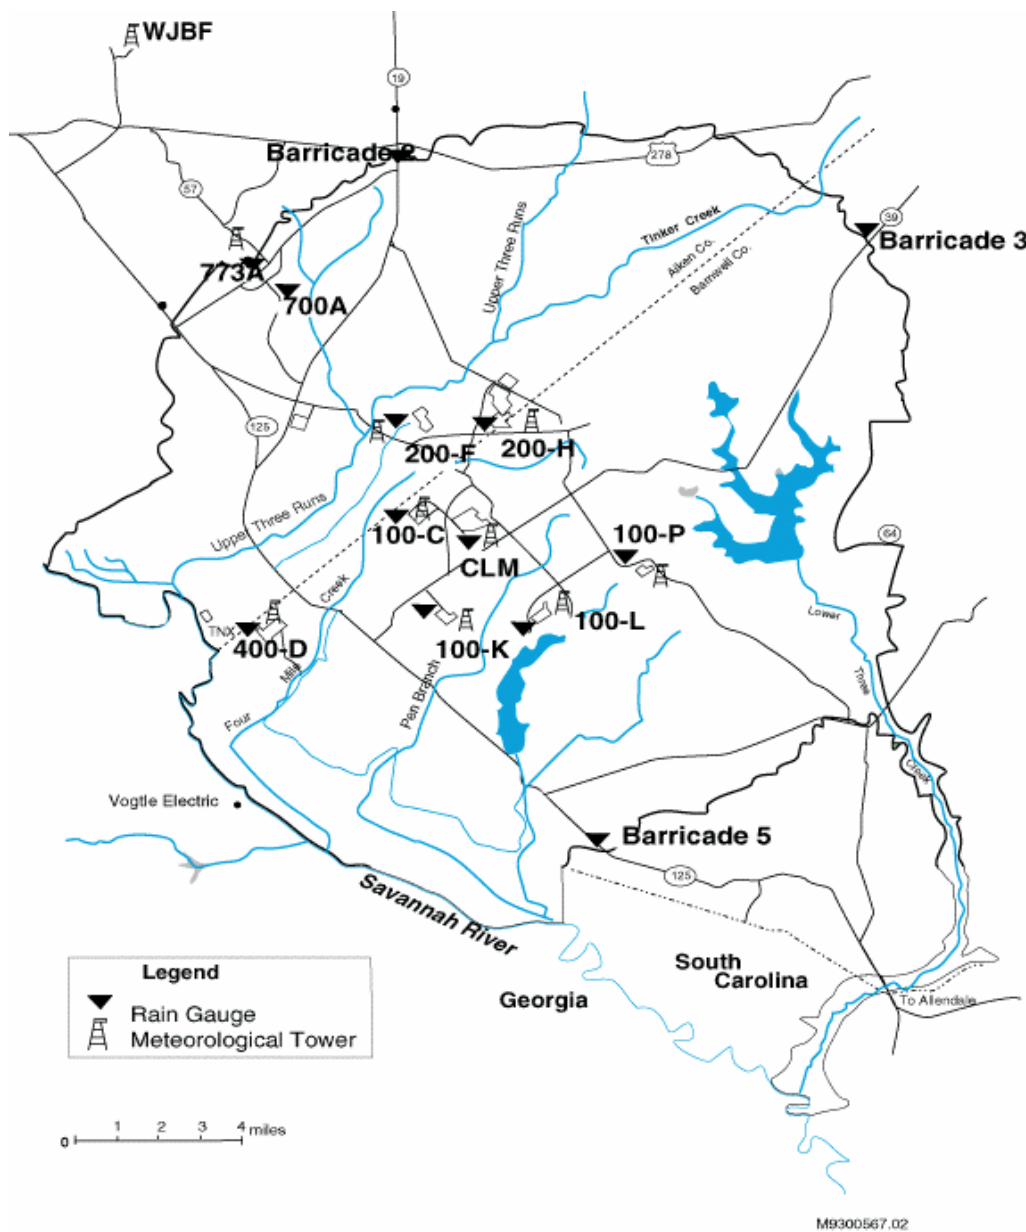 WJBF
19
Barricade 2
278
57
Upper Three Runs
Tinker Creek
Aiken Co.
Barnwell Co.
39
Barricade 3
773A
700A
125
200-F
200-H
64
Upper Three Runs
100-C
CLM
100-P
Lower
Three
Creek
TNX
400-D
Four
Mile
Creek
100-K
100-L
Pen Branch
Vogtle Electric
Barricade 5
125
Savannah River
South
Carolina
Georgia
To Allendale
Legend
Rain Gauge
Meteorological Tower
0 1 2 3 4 miles
M9300567.02